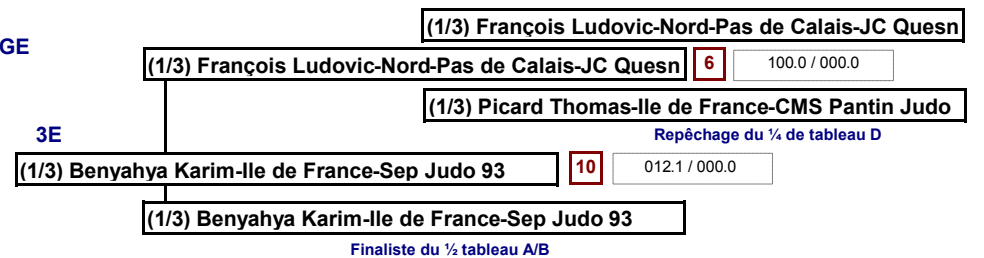 (1/3) François Ludovic-Nord-Pas de Calais-JC Quesn
GE
(1/3) François Ludovic-Nord-Pas de Calais-JC Quesn 6 100.0 / 000.0
(1/3) Picard Thomas-Ile de France-CMS Pantin Judo
3E
Repêchage du ¼ de tableau D
(1/3) Benyahya Karim-Ile de France-Sep Judo 93 10 012.1 / 000.0
(1/3) Benyahya Karim-Ile de France-Sep Judo 93
Finaliste du ½ tableau A/B